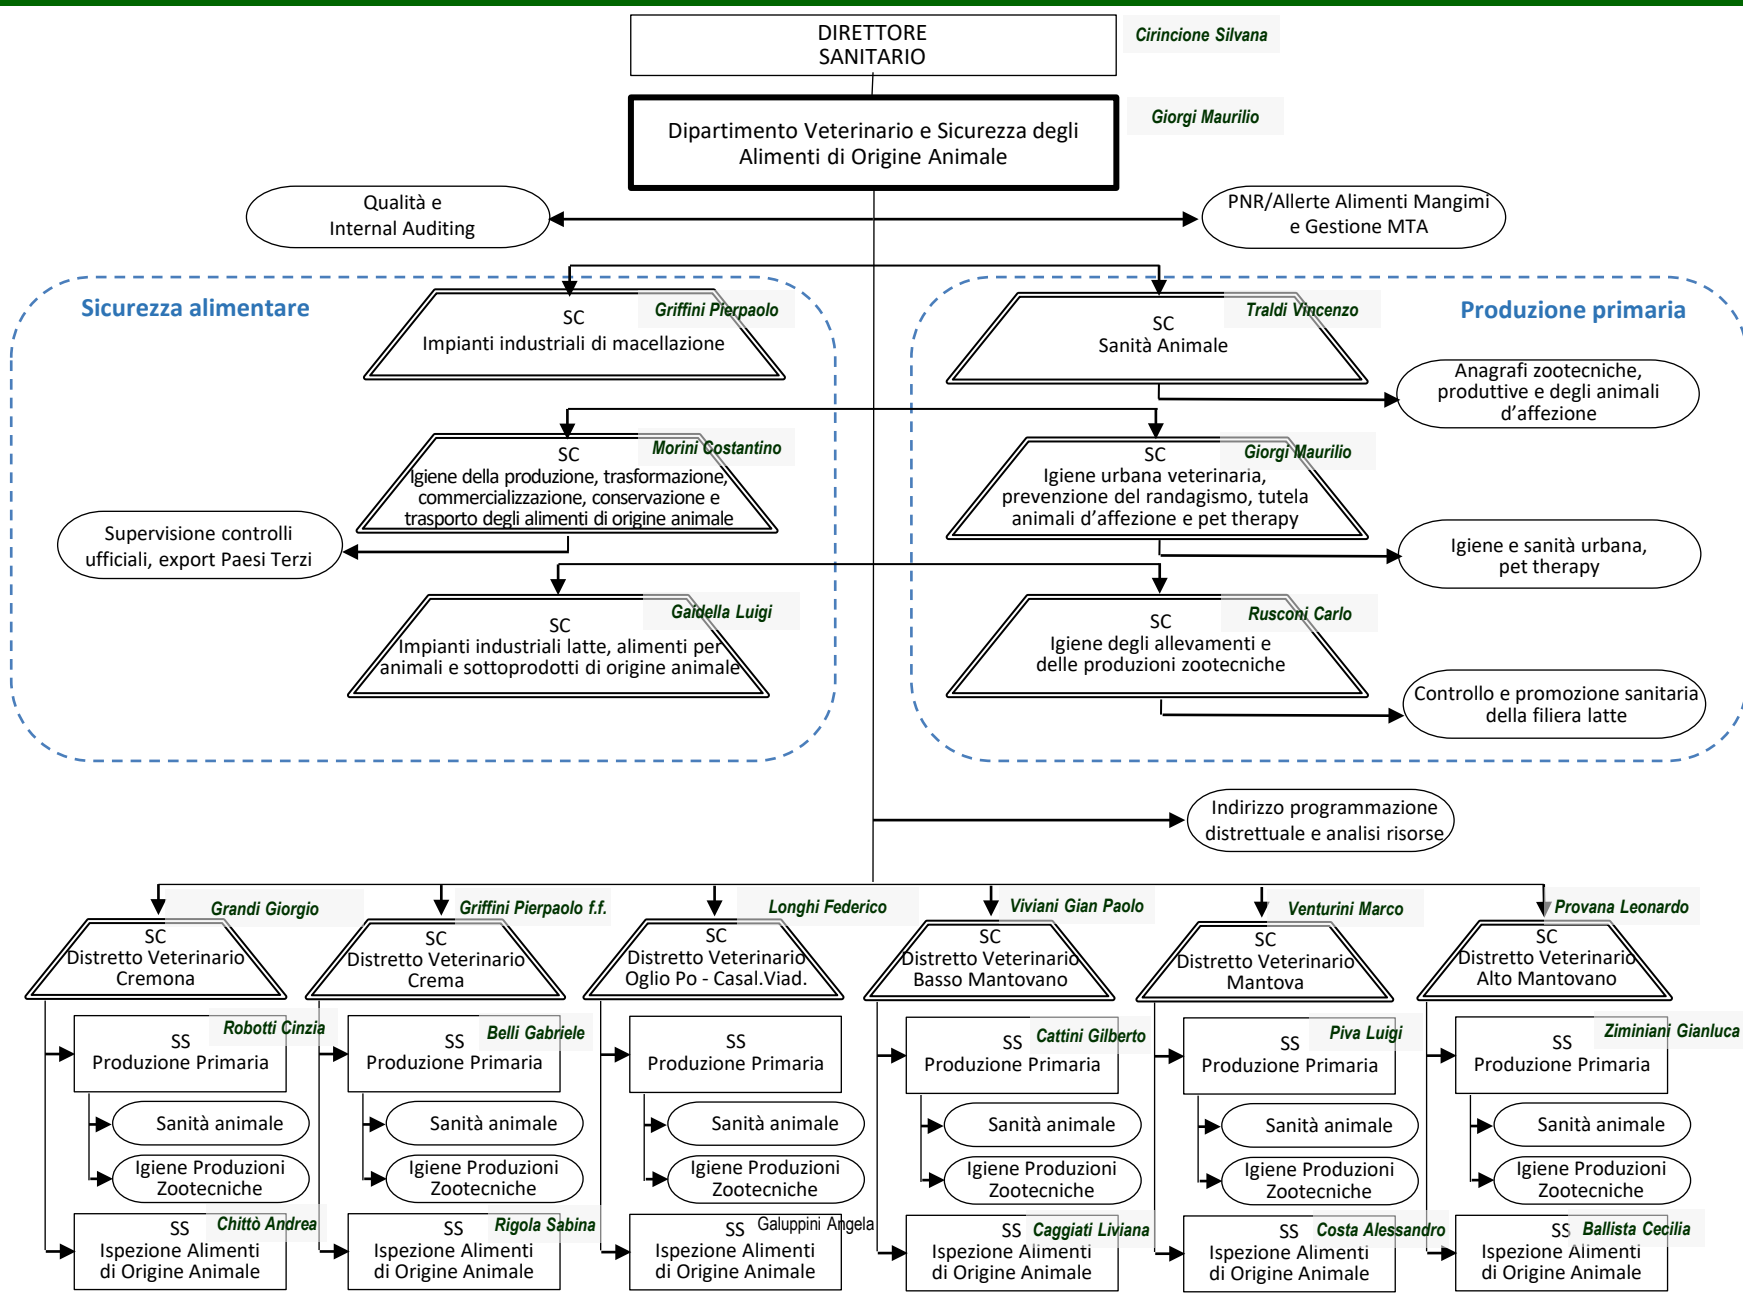 DIRETTORE
SANITARIO
Cirincione Silvana
Dipartimento Veterinario e Sicurezza degli
Alimenti di Origine Animale
Giorgi Maurilio
Qualità e
Internal Auditing
PNR/Allerte Alimenti Mangimi
e Gestione MTA
Sicurezza alimentare
Griffini Pierpaolo
SC
Impianti industriali di macellazione
Traldi Vincenzo
SC
Sanità Animale
Produzione primaria
Anagrafi zootecniche,
produttive e degli animali
d’affezione
Morini Costantino
SC
Igiene della produzione, trasformazione,
commercializzazione, conservazione e
trasporto degli alimenti di origine animale
Giorgi Maurilio
SC
Igiene urbana veterinaria,
prevenzione del randagismo, tutela
animali d’affezione e pet therapy
Supervisione controlli
ufficiali, export Paesi Terzi
Igiene e sanità urbana,
pet therapy
Gaidella Luigi
SC
Impianti industriali latte, alimenti per
animali e sottoprodotti di origine animale
Rusconi Carlo
SC
Igiene degli allevamenti e
delle produzioni zootecniche
Controllo e promozione sanitaria
della filiera latte
Indirizzo programmazione
distrettuale e analisi risorse
Grandi Giorgio
SC
Distretto Veterinario
Cremona
Griffini Pierpaolo f.f.
SC
Distretto Veterinario
Crema
Longhi Federico
SC
Distretto Veterinario
Oglio Po - Casal.Viad.
Viviani Gian Paolo
SC
Distretto Veterinario
Basso Mantovano
Venturini Marco
SC
Distretto Veterinario
Mantova
Provana Leonardo
SC
Distretto Veterinario
Alto Mantovano
Robotti Cinzia
SS
Produzione Primaria
Belli Gabriele
SS
Produzione Primaria
SS
Produzione Primaria
Cattini Gilberto
SS
Produzione Primaria
Piva Luigi
SS
Produzione Primaria
Ziminiani Gianluca
SS
Produzione Primaria
Sanità animale
Sanità animale
Sanità animale
Sanità animale
Sanità animale
Sanità animale
Igiene Produzioni
Zootecniche
Igiene Produzioni
Zootecniche
Igiene Produzioni
Zootecniche
Igiene Produzioni
Zootecniche
Igiene Produzioni
Zootecniche
Igiene Produzioni
Zootecniche
Chittò Andrea
SS
Ispezione Alimenti
di Origine Animale
Rigola Sabina
SS
Ispezione Alimenti
di Origine Animale
SS Galuppini Angela
Ispezione Alimenti
di Origine Animale
Caggiati Liviana
SS
Ispezione Alimenti
di Origine Animale
Costa Alessandro
SS
Ispezione Alimenti
di Origine Animale
Ballista Cecilia
SS
Ispezione Alimenti
di Origine Animale